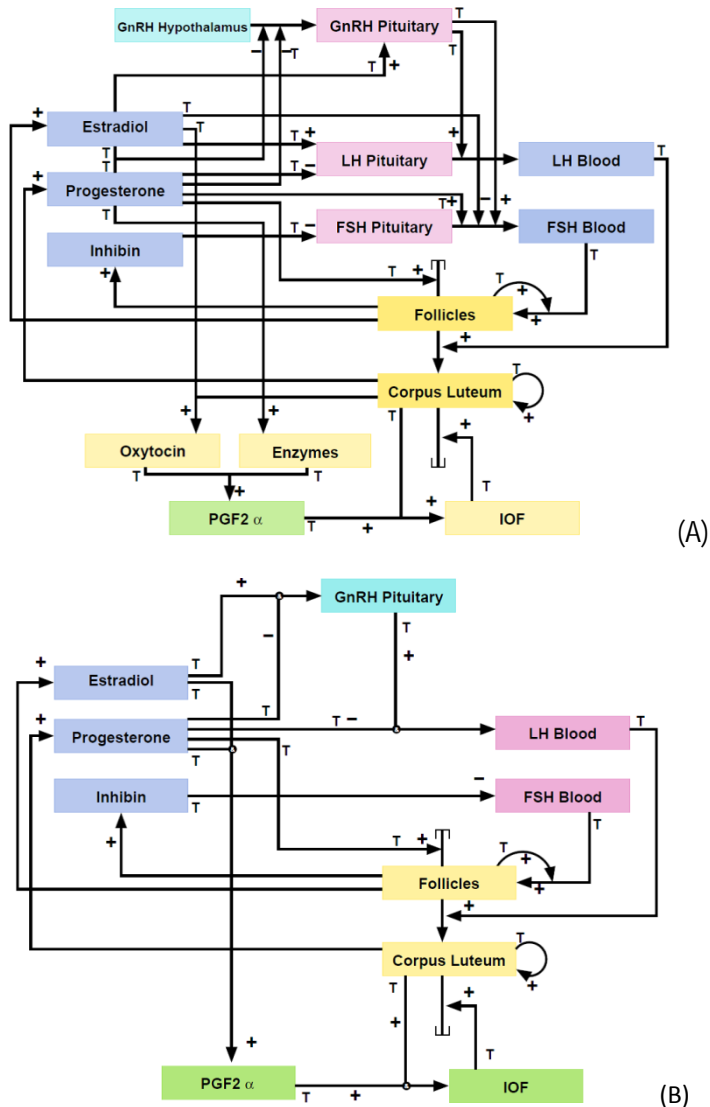 GnRH Hypothalamus
GnRH Pituitary
T
T
T
− − T
T +
+
Estradiol
T
T
T +
+
T
LH Pituitary
LH Blood
T
T −
+
Progesterone
T
T
T +
− +
FSH Pituitary
FSH Blood
T −
T
Inhibin
+
T +
T
+
+
Follicles
+
Corpus Luteum
T
+
T
+
+
+
Oxytocin
Enzymes
T
T
+
T
PGF2 α
T
+
+
IOF
(A)
+
GnRH Pituitary
T
−
+
+
Estradiol
T
T
+
T
T −
LH Blood
T
Progesterone
T
T
−
Inhibin
T
FSH Blood
T
+
T +
T
+
+
Follicles
+
Corpus Luteum
T
+
T
+
+
+
T
PGF2 α
T
+
IOF
(B)